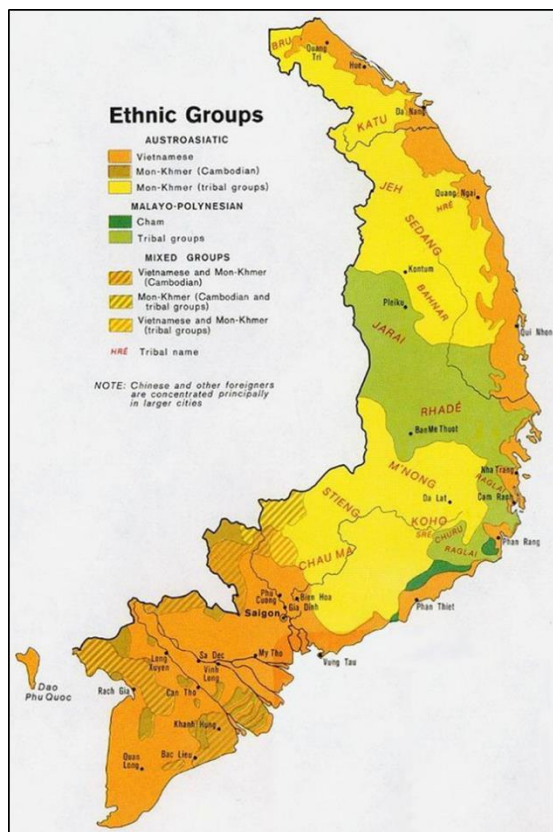 Ethnic Groups
AUSTROASIATIC
Vietnamese
Mon-Khmer (Cambodian)
Mon-Khmer (tribal groups)
MALAYO-POLYNESIAN
Cham
Tribal groups
MIXED GROUPS
Vietnamese and Mon-Khmer
(Cambodian)
Mon-Khmer (Cambodian and
tribal groups)
Vietnamese and Mon-Khmer
(tribal groups)
HRÉ Tribal name
NOTE: Chinese and other foreigners
are concentrated principally
in larger cities
BRU
Quang
Tri
Hue
Da Nang
KATU
JEH
Quang Ngai
HRÉ
SEDANG
Kontum
BAHNAR
Pleiku
JARAI
Qui Nhon
RHADÉ
Ban Me Thuot
M'NONG
Nha Trang
RAGLAI
Cam Ranh
STIENG
Da Lat
KOHO
SRE
CHURU
RAGLAI
Phan Rang
CHAU MA
Phu
Cuong
Bien Hoa
Gia Dinh
Saigon
Phan Thiet
Vung Tau
Long
Xuyen
Sa Dec
My Tho
Vinh
Long
Dao
Phu Quoc
Rach Gia
Can Tho
Khanh Hung
Quan
Long
Bac Lieu